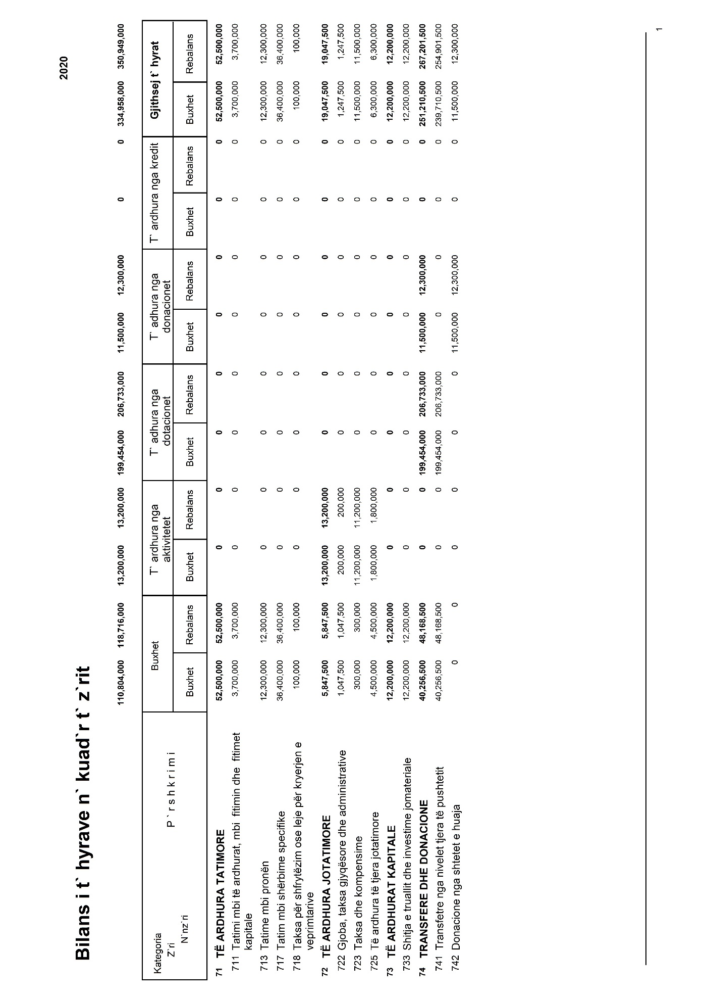 2020
Bilans i t` hyrave n` kuad`r t` z`rit
110,804,000 118,716,000 13,200,000 13,200,000 199,454,000 206,733,000 11,500,000 12,300,000 0 0 334,958,000 350,949,000
Kategoria
Z`ri
N`nz`ri
P ` r s h k r i m i
Buxhet
T` ardhura nga
aktivitetet
T` adhura nga
dotacionet
T` adhura nga
donacionet
T` ardhura nga kredit
Gjithsej t` hyrat
Buxhet Rebalans Buxhet Rebalans Buxhet Rebalans Buxhet Rebalans Buxhet Rebalans Buxhet Rebalans
71 TË ARDHURA TATIMORE 52,500,000 52,500,000 0 0 0 0 0 0 0 0 52,500,000 52,500,000
711 Tatimi mbi të ardhurat, mbi fitimin dhe fitimet 3,700,000 3,700,000 0 0 0 0 0 0 0 0 3,700,000 3,700,000
kapitale
713 Tatime mbi pronën 12,300,000 12,300,000 0 0 0 0 0 0 0 0 12,300,000 12,300,000
717 Tatim mbi shërbime specifike 36,400,000 36,400,000 0 0 0 0 0 0 0 0 36,400,000 36,400,000
718 Taksa për shfrytëzim ose leje për kryerjen e 100,000 100,000 0 0 0 0 0 0 0 0 100,000 100,000
veprimtarive
72 TË ARDHURA JOTATIMORE 5,847,500 5,847,500 13,200,000 13,200,000 0 0 0 0 0 0 19,047,500 19,047,500
722 Gjoba, taksa gjyqësore dhe administrative 1,047,500 1,047,500 200,000 200,000 0 0 0 0 0 0 1,247,500 1,247,500
723 Taksa dhe kompensime 300,000 300,000 11,200,000 11,200,000 0 0 0 0 0 0 11,500,000 11,500,000
725 Të ardhura të tjera jotatimore 4,500,000 4,500,000 1,800,000 1,800,000 0 0 0 0 0 0 6,300,000 6,300,000
73 TË ARDHURAT KAPITALE 12,200,000 12,200,000 0 0 0 0 0 0 0 0 12,200,000 12,200,000
733 Shitja e truallit dhe investime jomateriale 12,200,000 12,200,000 0 0 0 0 0 0 0 0 12,200,000 12,200,000
74 TRANSFERE DHE DONACIONE 40,256,500 48,168,500 0 0 199,454,000 206,733,000 11,500,000 12,300,000 0 0 251,210,500 267,201,500
741 Transfetre nga nivelet tjera të pushtetit 40,256,500 48,168,500 0 0 199,454,000 206,733,000 0 0 0 0 239,710,500 254,901,500
742 Donacione nga shtetet e huaja 0 0 0 0 0 0 11,500,000 12,300,000 0 0 11,500,000 12,300,000
1